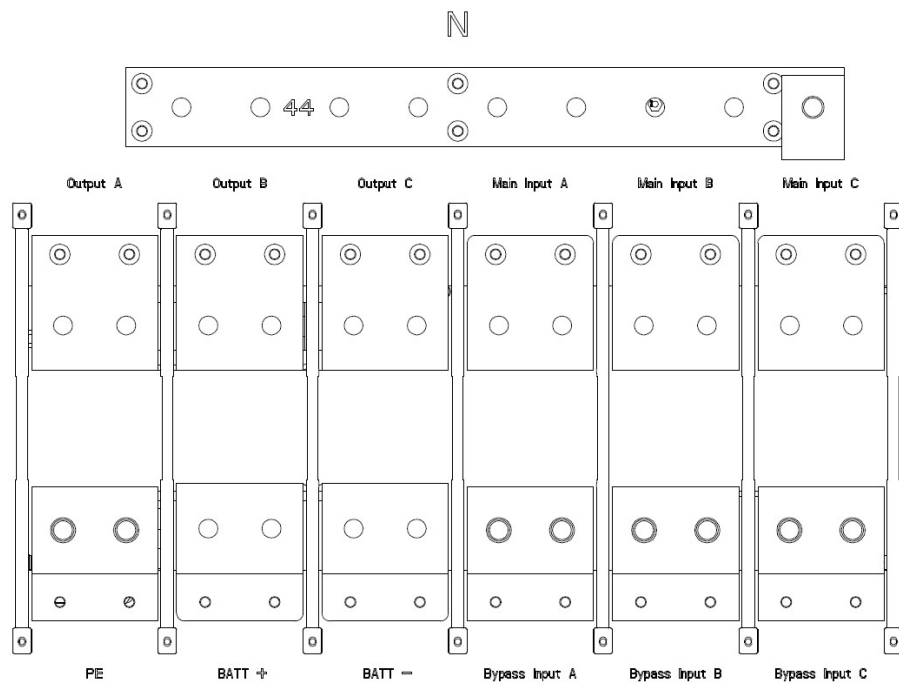 N
44
Output A Output B Output C Main Input A Main Input B Main Input C
PE BATT + BATT - Bypass Input A Bypass Input B Bypass Input C